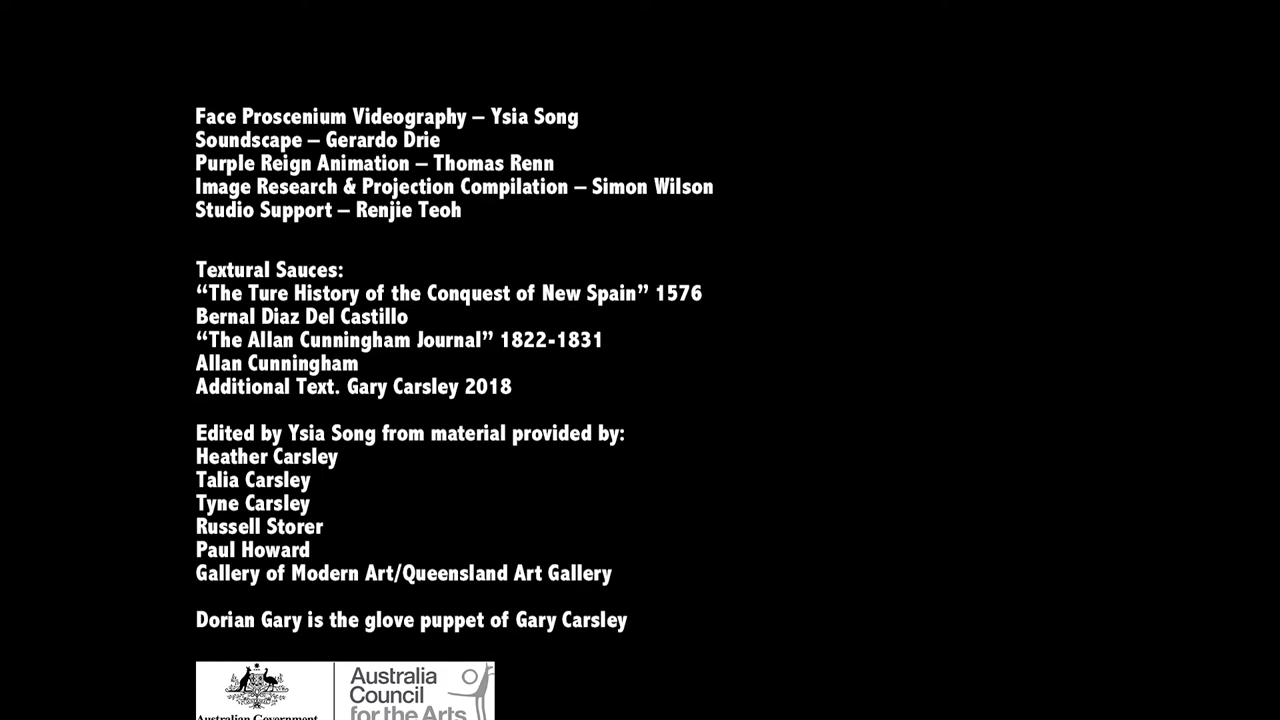 Face Proscenium Videography – Ysia Song
Soundscape – Gerardo Drie
Purple Reign Animation – Thomas Renn
Image Research & Projection Compilation – Simon Wilson
Studio Support – Renjie Teoh
Textural Sauces:
“The Ture History of the Conquest of New Spain” 1576
Bernal Diaz Del Castillo
“The Allan Cunningham Journal” 1822-1831
Allan Cunningham
Additional Text. Gary Carsley 2018
Edited by Ysia Song from material provided by:
Heather Carsley
Talia Carsley
Tyne Carsley
Russell Storer
Paul Howard
Gallery of Modern Art/Queensland Art Gallery
Dorian Gary is the glove puppet of Gary Carsley
Australian Government
Australia
Council
for the Arts